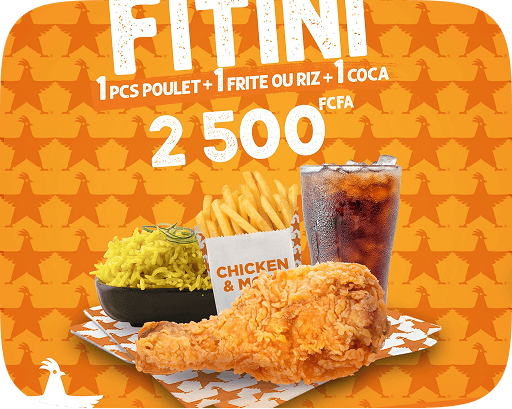 FITINI
1 PCS POULET + 1 FRITE OU RIZ + 1 COCA
2 500 FCFA
CHICKEN
& M